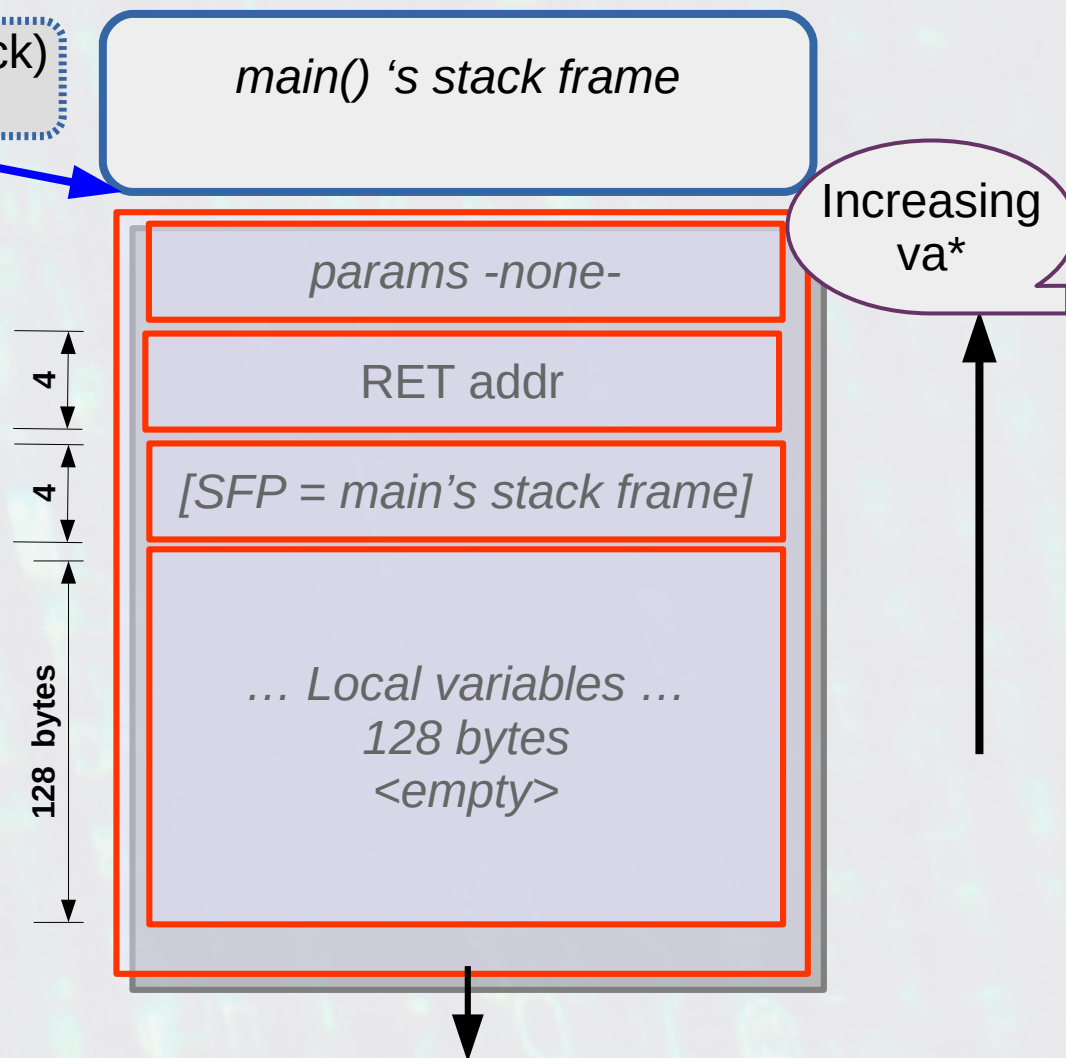 ck)
main() ‘s stack frame
Increasing
va*
params -none-
4
RET addr
4
[SFP = main’s stack frame]
128 bytes
… Local variables …
128 bytes
<empty>